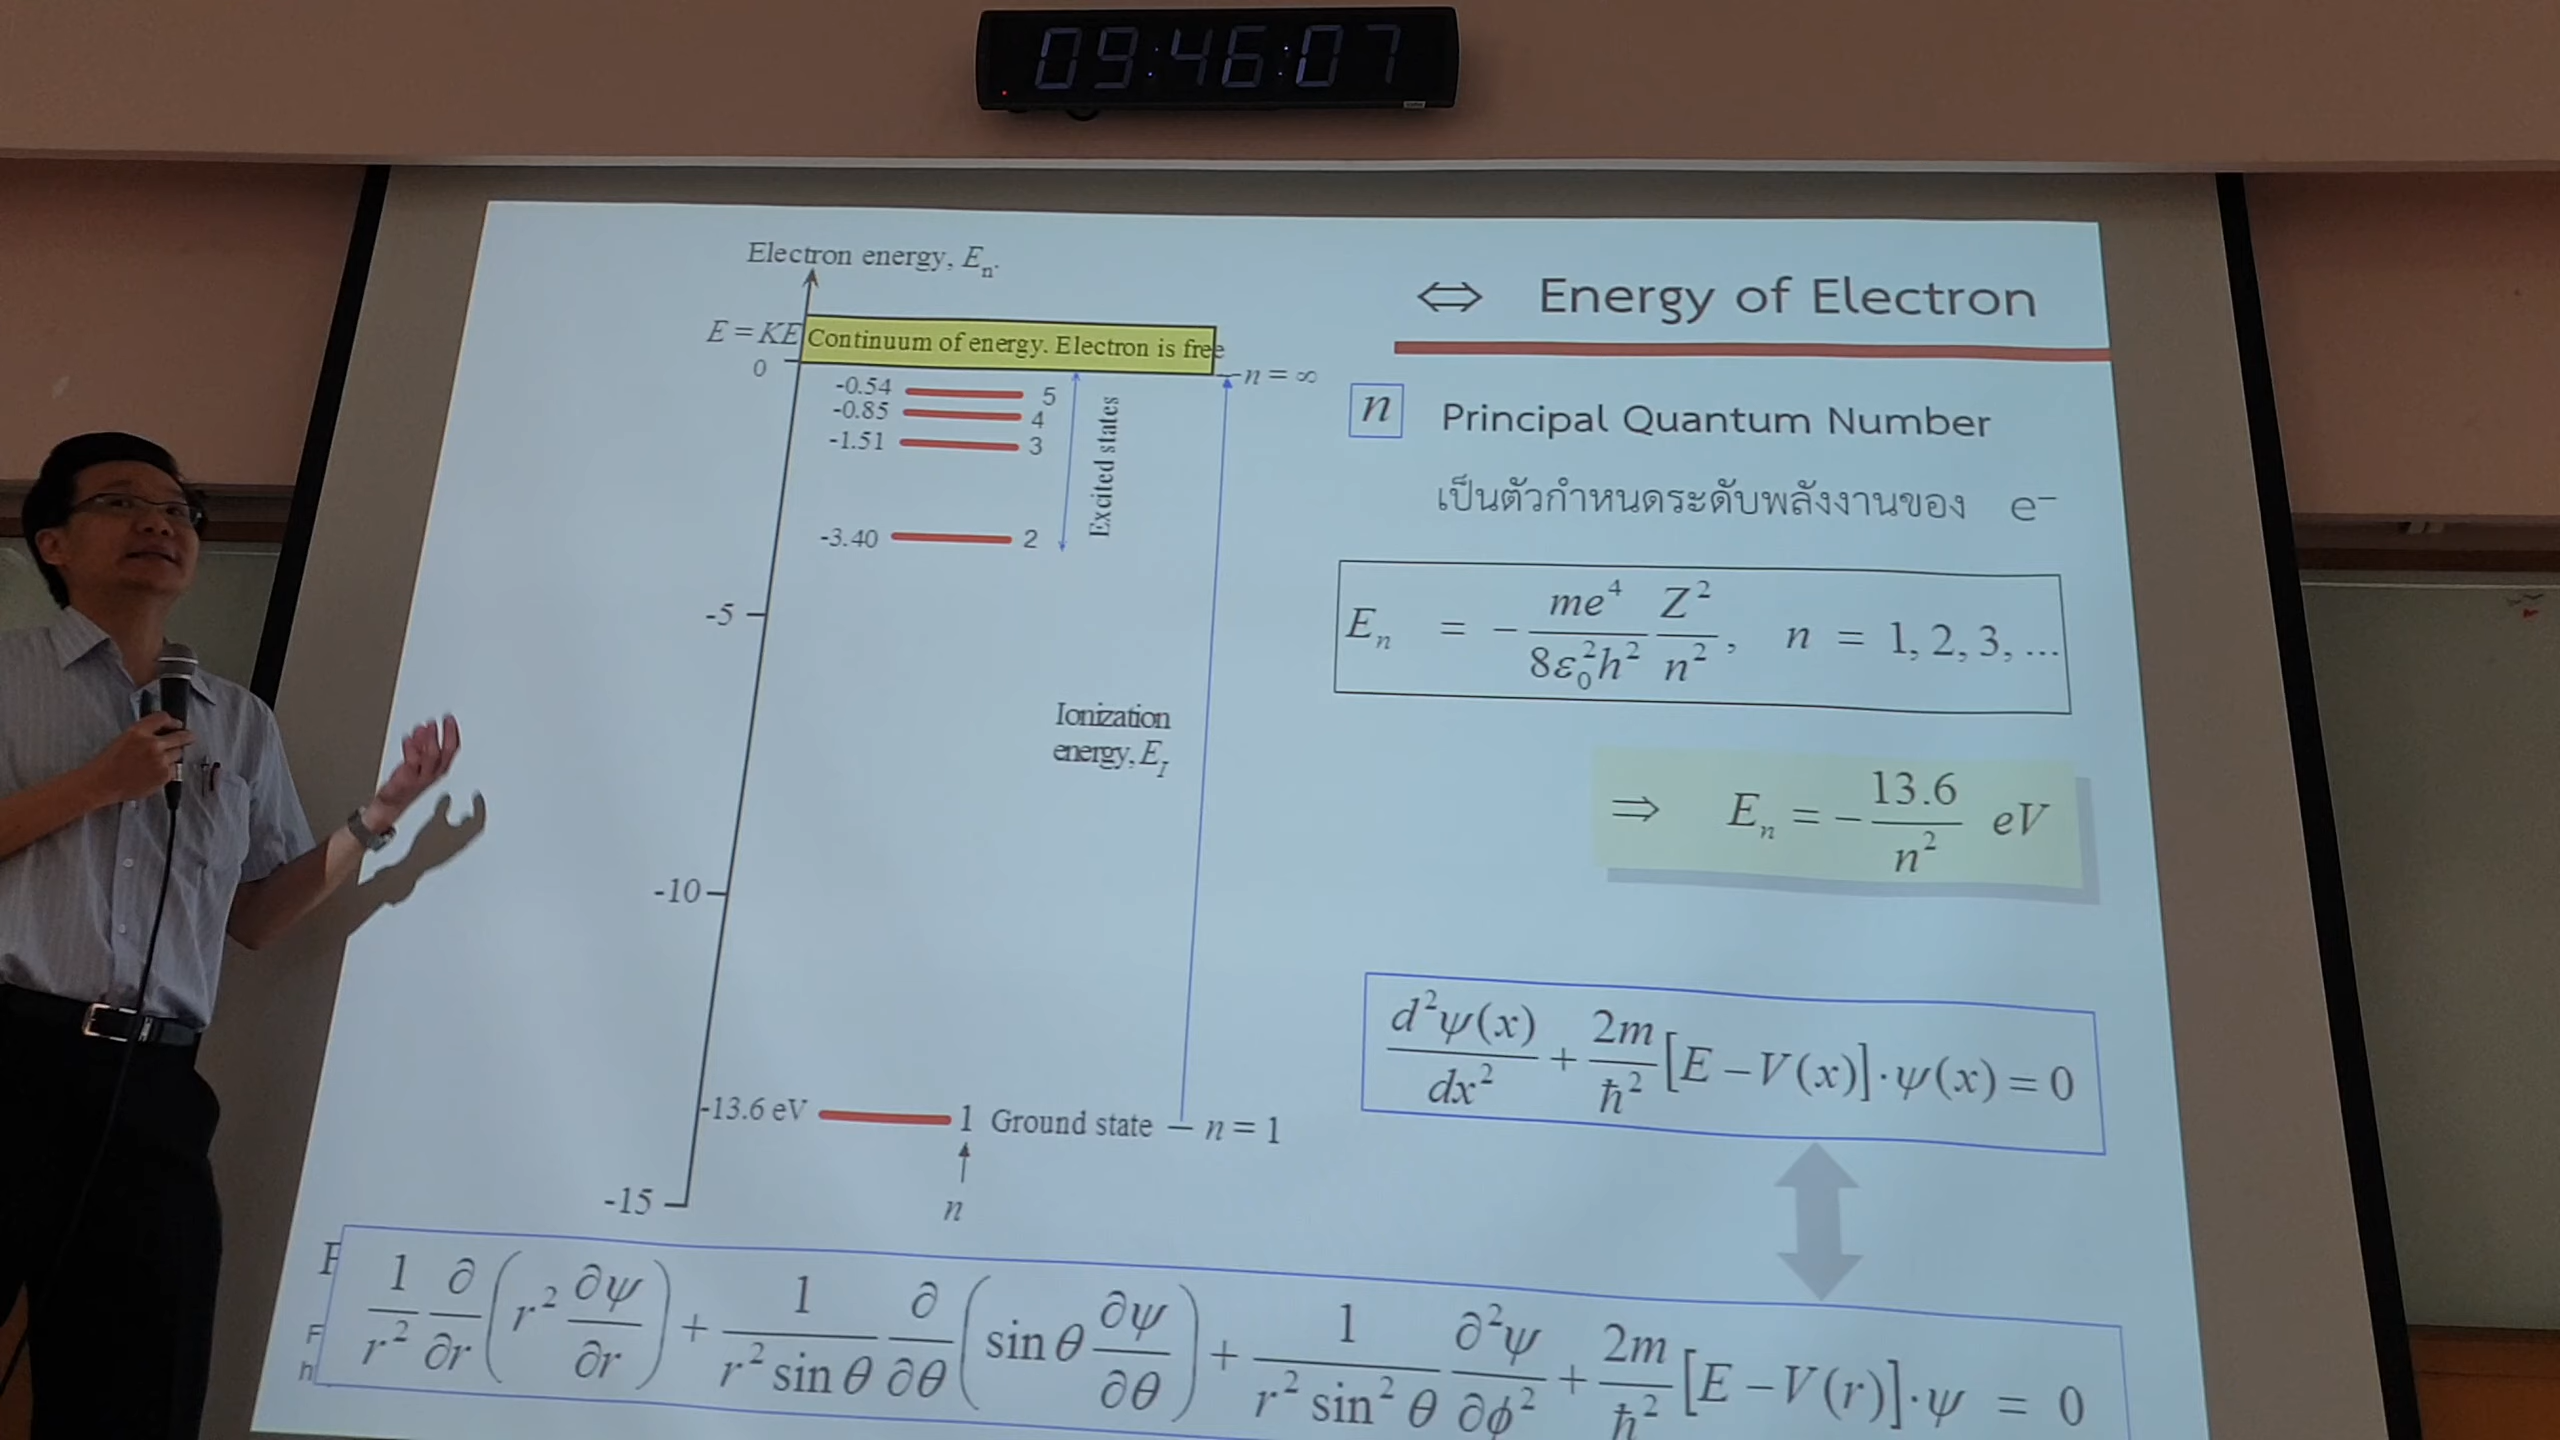 09:46:07
Electron energy, Eₙ.
⇔ Energy of Electron
E = KE
Continuum of energy. Electron is free
0
n = ∞
-0.54 5
-0.85 4
-1.51 3
-3.40 2
Excited states
-5
Ionization
energy, E_I
-10
-13.6 eV 1 Ground state n = 1
n
-15
n Principal Quantum Number
เป็นตัวกำหนดระดับพลังงานของ e⁻
Eₙ = - me⁴/8ε₀²h² Z²/n², n = 1, 2, 3, ...
⇒ Eₙ = - 13.6/n² eV
d²ψ(x)/dx² + 2m/ħ² [E – V(x)]·ψ(x) = 0
1/r² ∂/∂r (r² ∂ψ/∂r) + 1/r² sin θ ∂/∂θ (sin θ ∂ψ/∂θ) + 1/r² sin² θ ∂²ψ/∂ϕ² + 2m/ħ² [E – V(r)]·ψ = 0